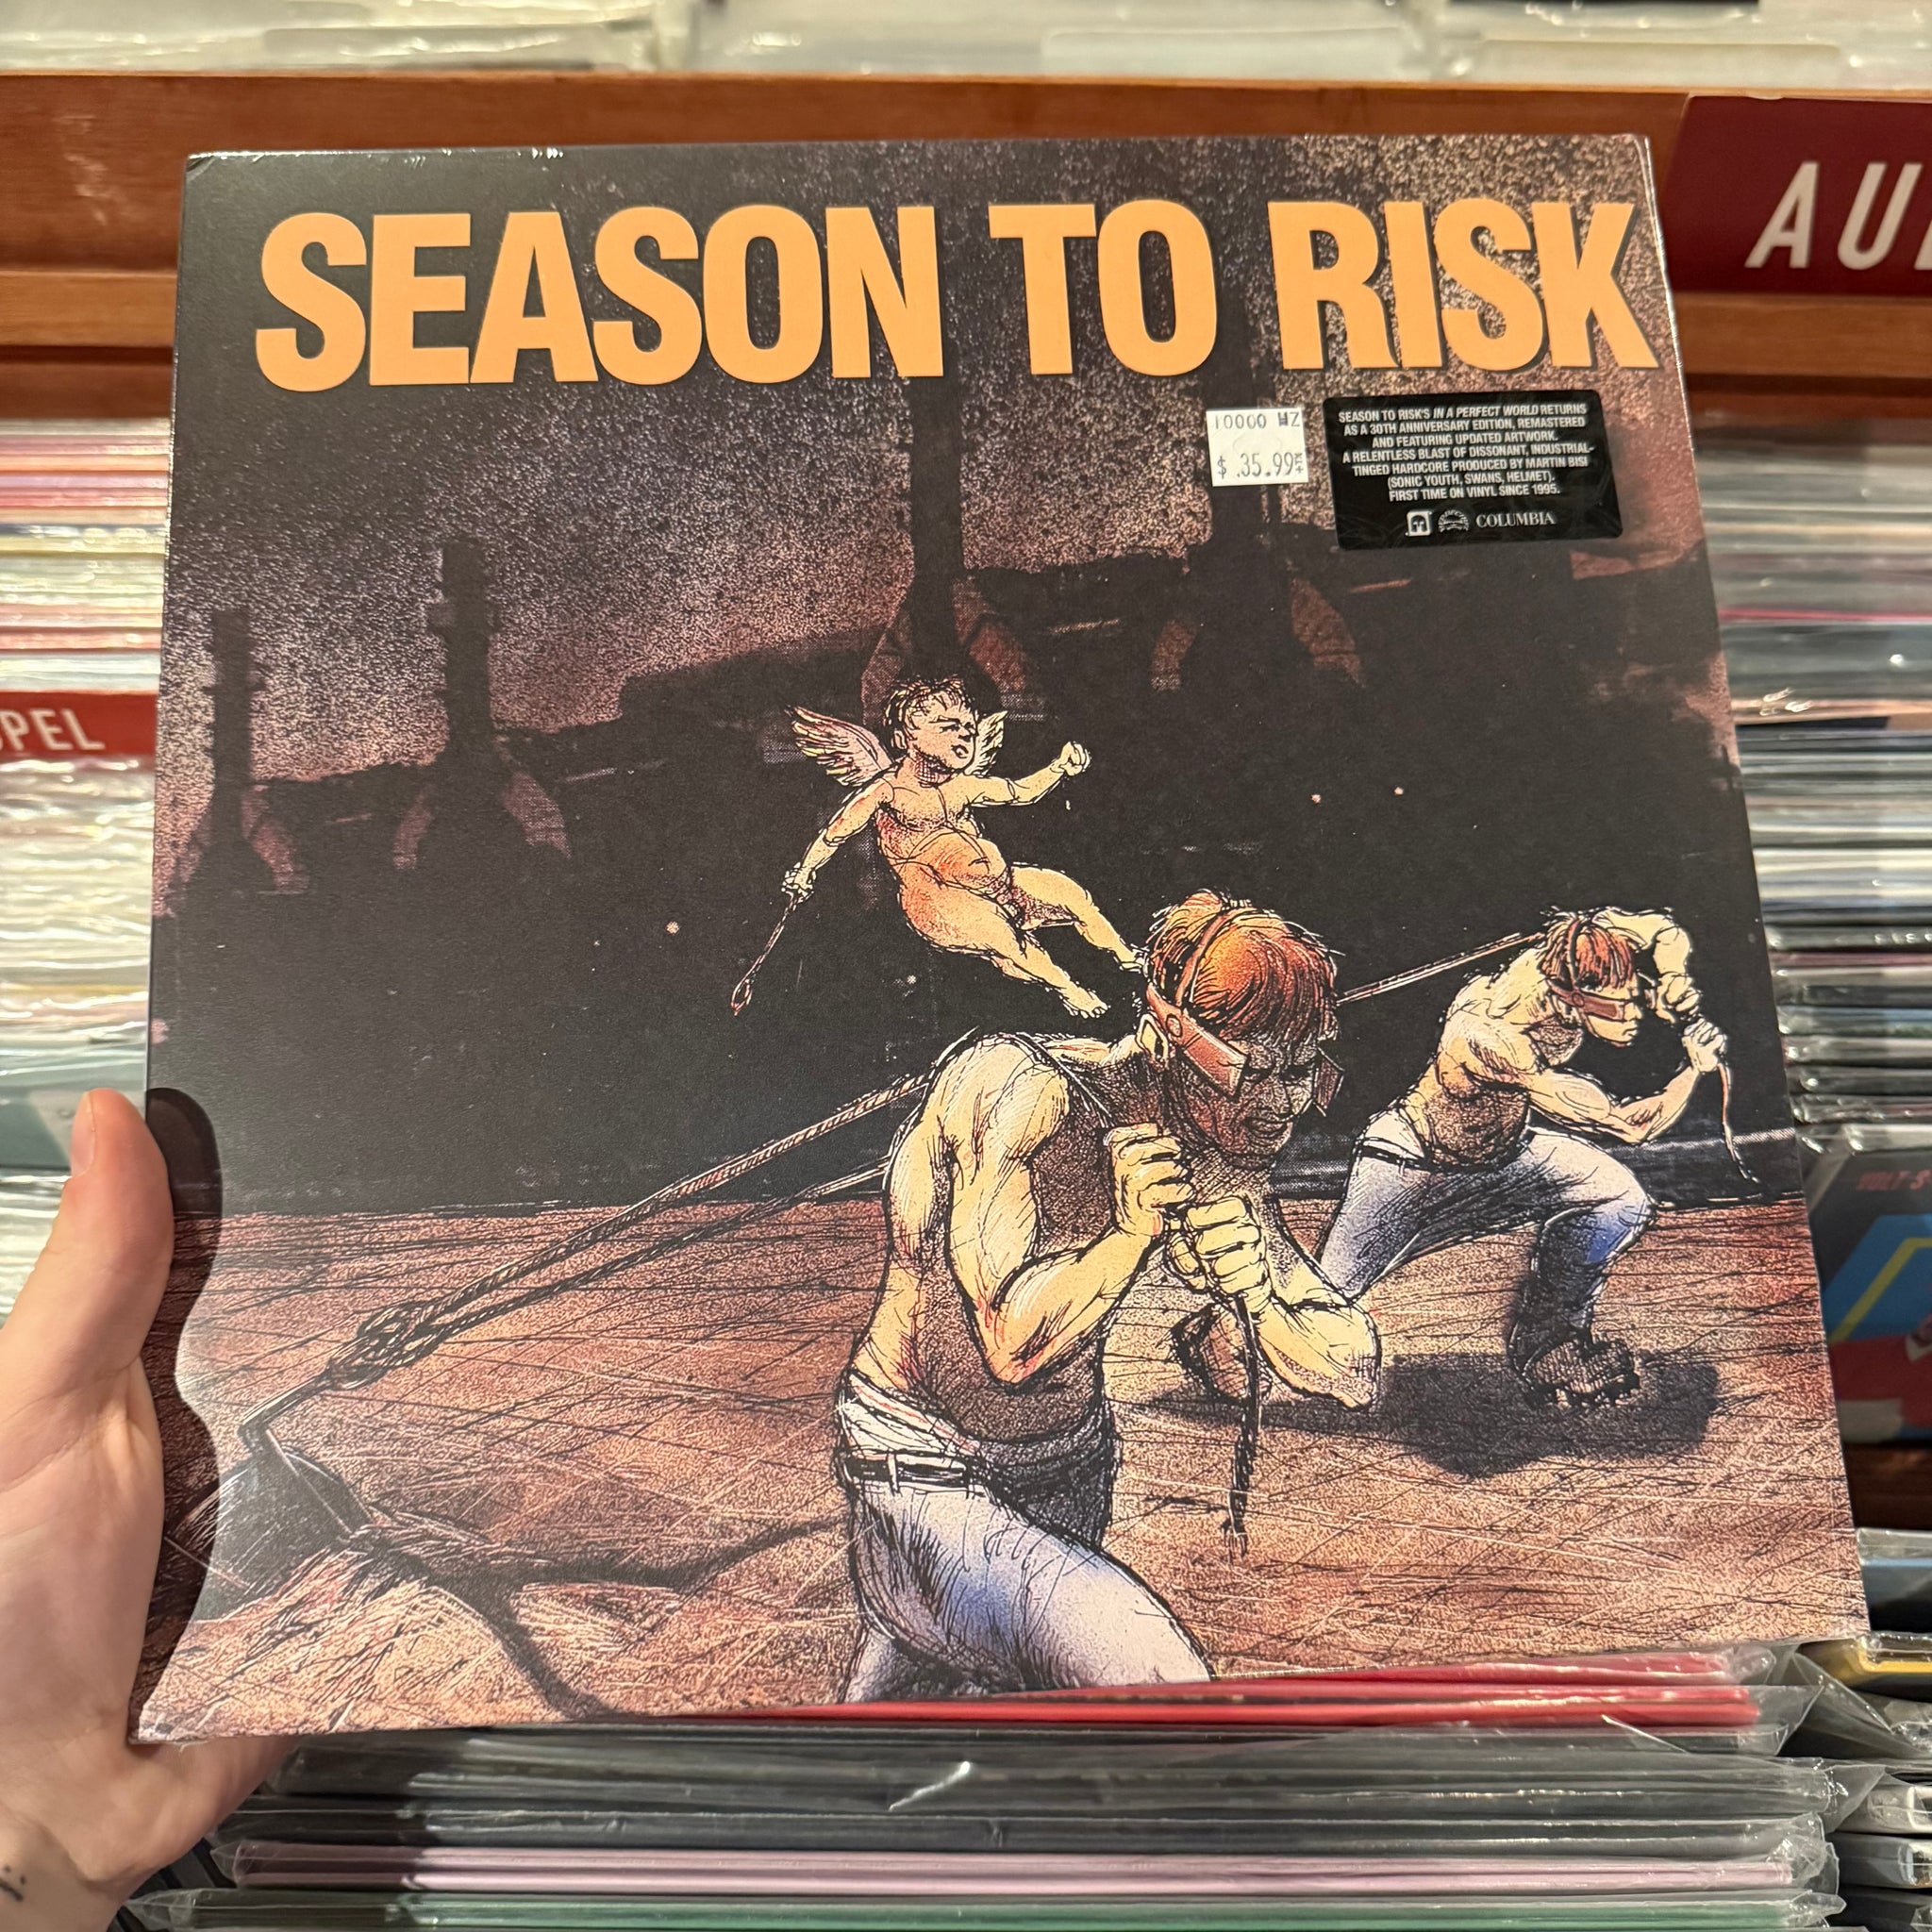 SEASON TO RISK
10000 WZ
$ .35.99
SEASON TO RISK'S IN A PERFECT WORLD RETURNS
AS A 30TH ANNIVERSARY EDITION, REMASTERED
AND FEATURING UPDATED ARTWORK.
A RELENTLESS BLAST OF DISSONANT, INDUSTRIAL-
TINGED HARDCORE PRODUCED BY MARTIN BISI
(SONIC YOUTH, SWANS, HELMET).
FIRST TIME ON VINYL SINCE 1995.
COLUMBIA
AU
PEL